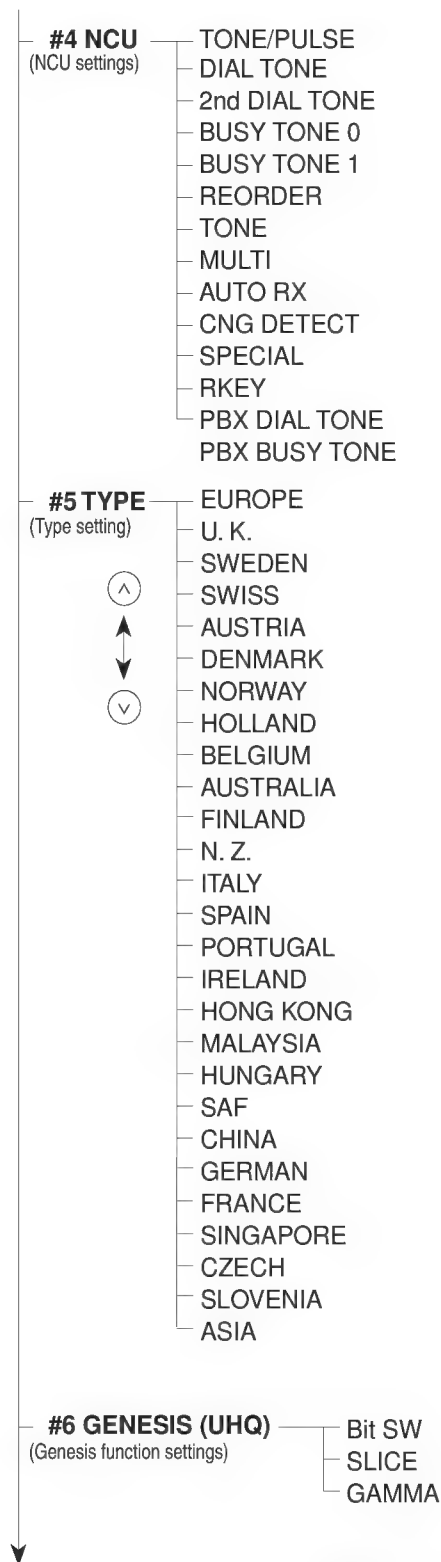 #4 NCU
(NCU settings)
TONE/PULSE
DIAL TONE
2nd DIAL TONE
BUSY TONE 0
BUSY TONE 1
REORDER
TONE
MULTI
AUTO RX
CNG DETECT
SPECIAL
RKEY
PBX DIAL TONE
PBX BUSY TONE
#5 TYPE
(Type setting)
EUROPE
U. K.
SWEDEN
SWISS
AUSTRIA
DENMARK
NORWAY
HOLLAND
BELGIUM
AUSTRALIA
FINLAND
N. Z.
ITALY
SPAIN
PORTUGAL
IRELAND
HONG KONG
MALAYSIA
HUNGARY
SAF
CHINA
GERMAN
FRANCE
SINGAPORE
CZECH
SLOVENIA
ASIA
#6 GENESIS (UHQ)
(Genesis function settings)
Bit SW
SLICE
GAMMA